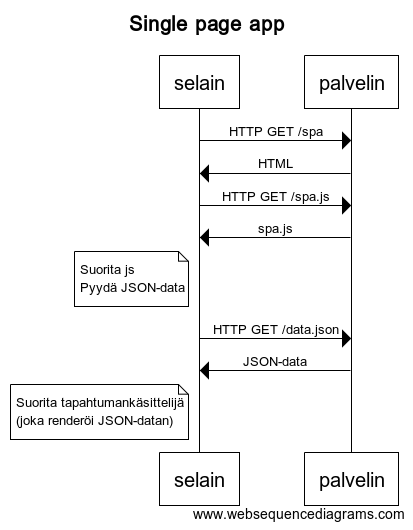 Single page app
selain
palvelin
HTTP GET /spa
HTML
HTTP GET /spa.js
spa.js
Suorita js
Pyydä JSON-data
HTTP GET /data.json
JSON-data
Suorita tapahtumankäsittelijä
(joka renderöi JSON-datan)
selain
palvelin
www.websequencediagrams.com